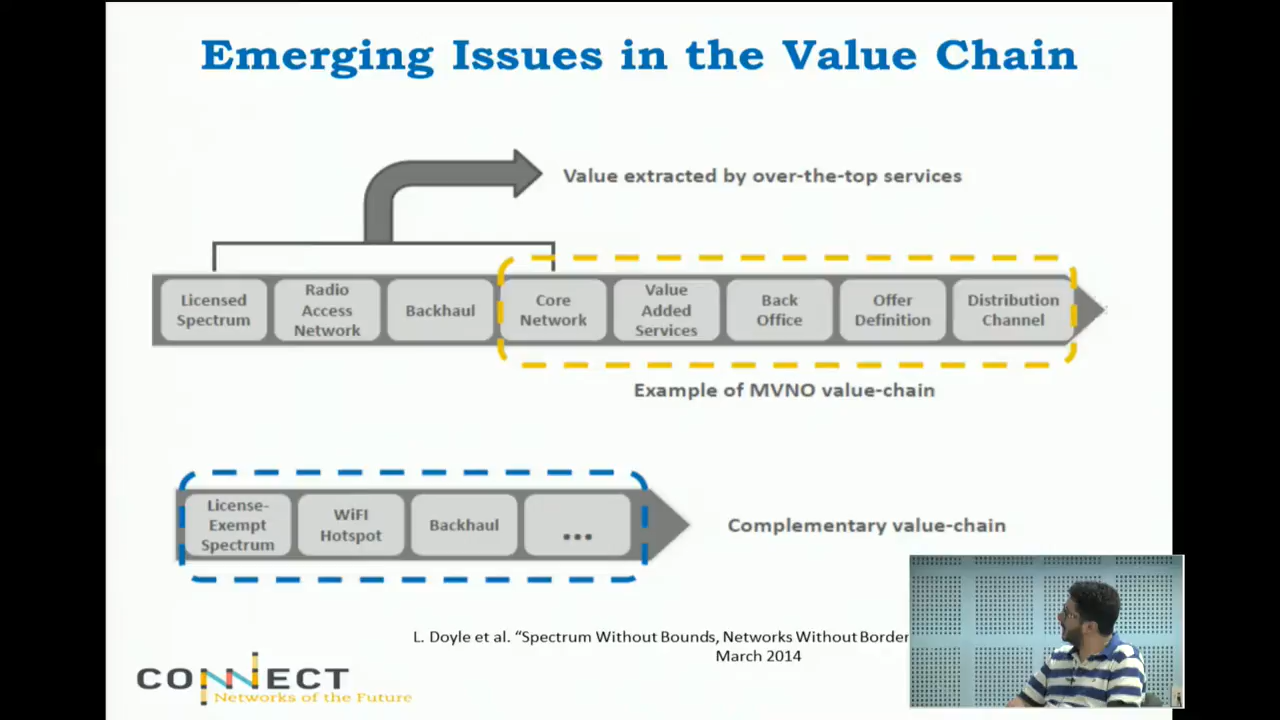 Emerging Issues in the Value Chain
Value extracted by over-the-top services
Licensed
Spectrum
Radio
Access
Network
Backhaul
Core
Network
Value
Added
Services
Back
Office
Offer
Definition
Distribution
Channel
Example of MVNO value-chain
License-
Exempt
Spectrum
WiFI
Hotspot
Backhaul
...
Complementary value-chain
L. Doyle et al. “Spectrum Without Bounds, Networks Without Border
March 2014
CONNECT
Networks of the Future